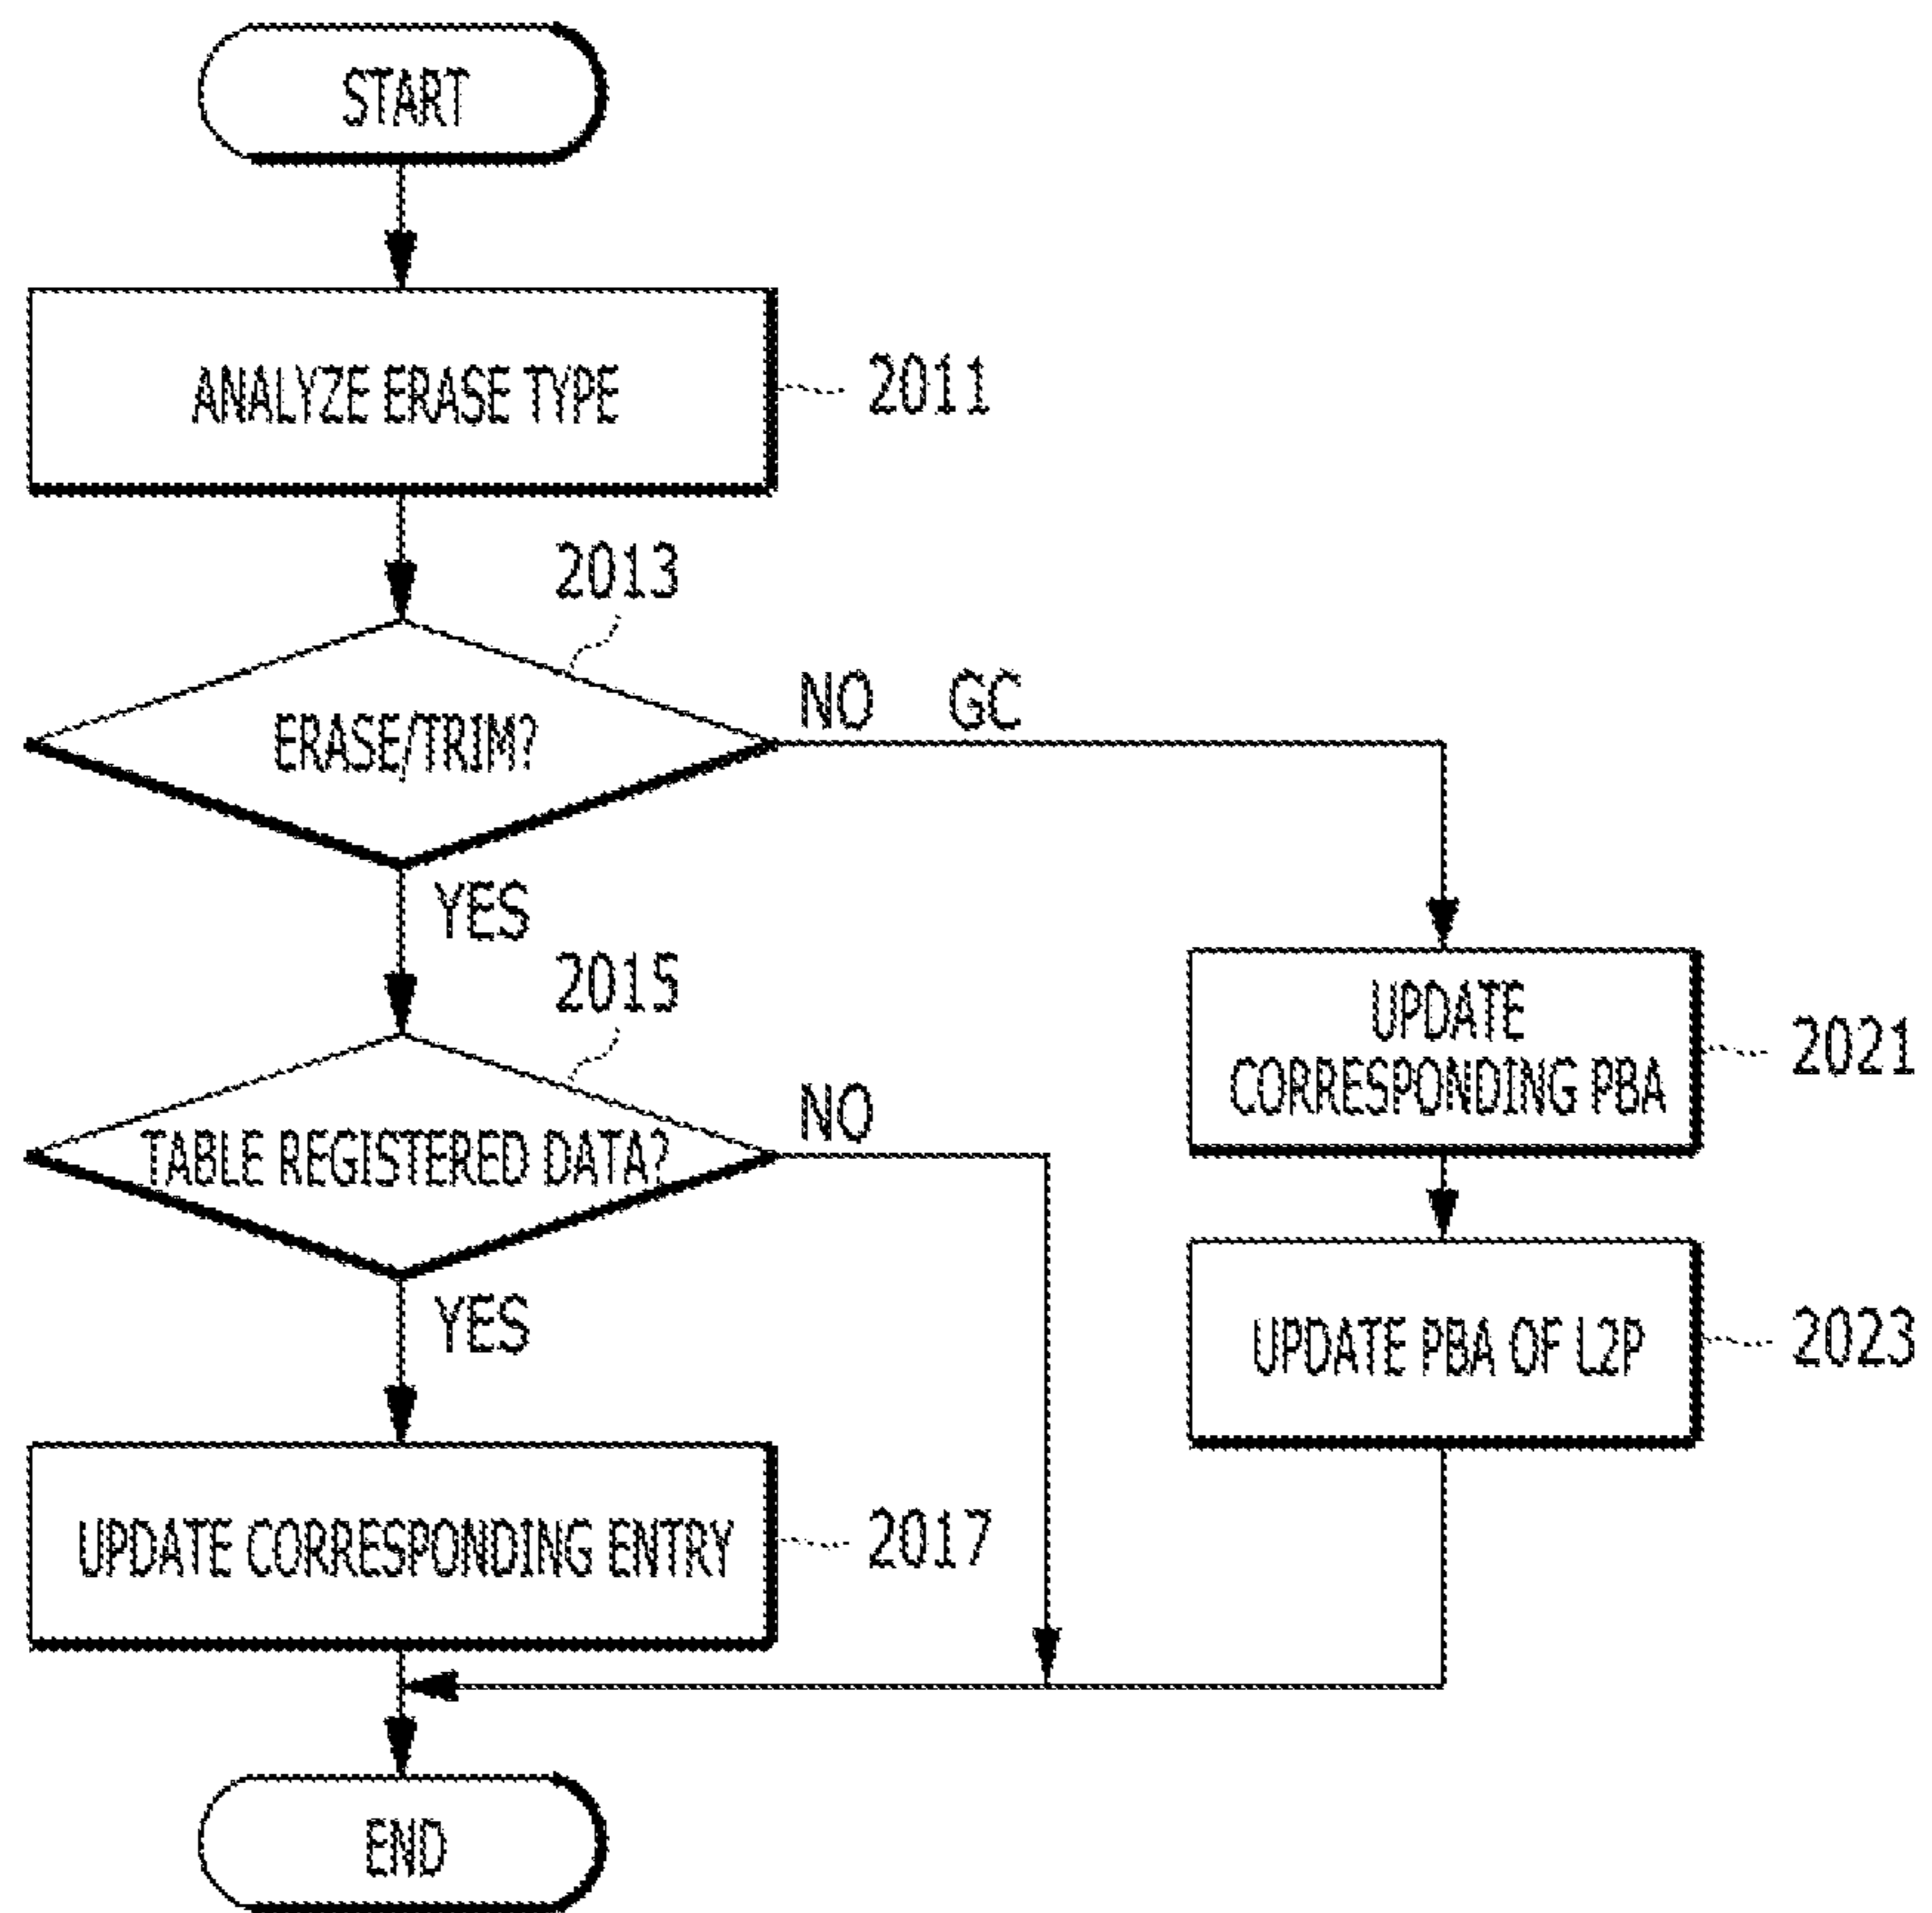 START
ANALYZE ERASE TYPE
2011
2013
ERASE/TRIM?
NO GC
YES
2015
TABLE REGISTERED DATA?
NO
YES
UPDATE
CORRESPONDING PBA
2021
UPDATE PBA OF L2P
2023
UPDATE CORRESPONDING ENTRY
2017
END